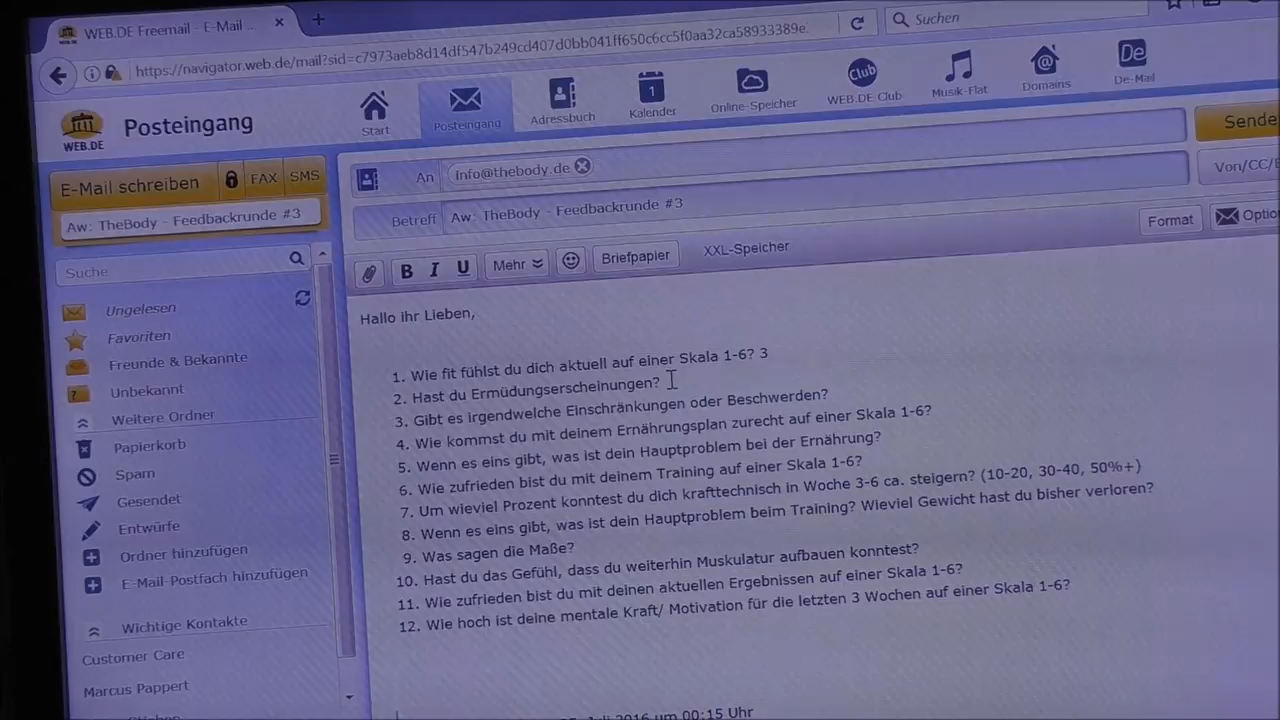 WEB.DE Freemail - E-Mail ...
https://navigator.web.de/mail?sid=c7973aeb8d14df547b249cd407d0bb041ff650c6cc5f0aa32ca58933389e.
Suchen
WEB.DE
Posteingang
Start
Posteingang
Adressbuch
1
Kalender
Online-Speicher
Club
WEB.DE Club
Musik-Flat
Domains
De
De-Mail
E-Mail schreiben
FAX
SMS
Aw: TheBody - Feedbackrunde #3
Suche
Ungelesen
Favoriten
Freunde & Bekannte
Unbekannt
Weitere Ordner
Papierkorb
Spam
Gesendet
Entwürfe
Ordner hinzufügen
E-Mail-Postfach hinzufügen
Wichtige Kontakte
Customer Care
Marcus Pappert
An info@thebody.de
Sende
Betreff Aw: TheBody - Feedbackrunde #3
Von/CC/
B I U Mehr Briefpapier XXL-Speicher
Format
Optio
Hallo ihr Lieben,
1. Wie fit fühlst du dich aktuell auf einer Skala 1-6? 3
2. Hast du Ermüdungserscheinungen?
3. Gibt es irgendwelche Einschränkungen oder Beschwerden?
4. Wie kommst du mit deinem Ernährungsplan zurecht auf einer Skala 1-6?
5. Wenn es eins gibt, was ist dein Hauptproblem bei der Ernährung?
6. Wie zufrieden bist du mit deinem Training auf einer Skala 1-6?
7. Um wieviel Prozent konntest du dich krafttechnisch in Woche 3-6 ca. steigern? (10-20, 30-40, 50%+)
8. Wenn es eins gibt, was ist dein Hauptproblem beim Training? Wieviel Gewicht hast du bisher verloren?
9. Was sagen die Maße?
10. Hast du das Gefühl, dass du weiterhin Muskulatur aufbauen konntest?
11. Wie zufrieden bist du mit deinen aktuellen Ergebnissen auf einer Skala 1-6?
12. Wie hoch ist deine mentale Kraft/ Motivation für die letzten 3 Wochen auf einer Skala 1-6?
Juli 2016 um 00:15 Uhr